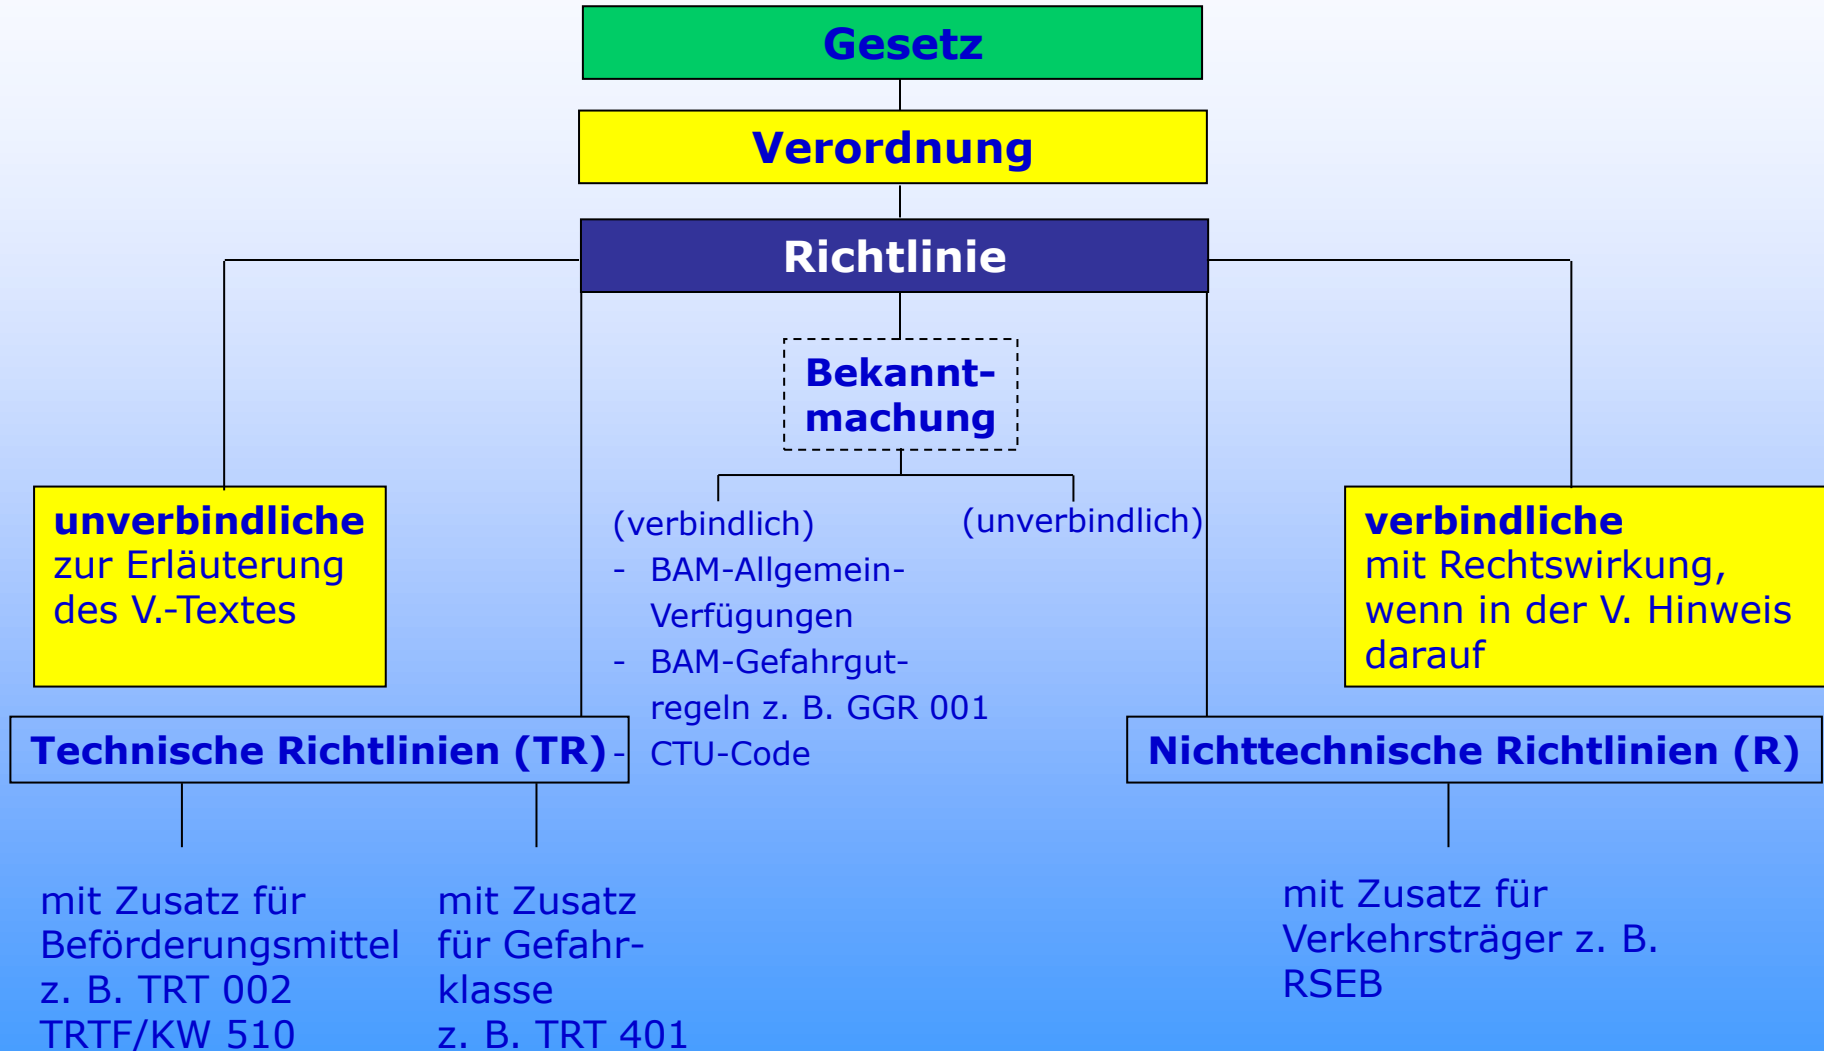 Gesetz
Verordnung
Richtlinie
Bekannt-
machung
unverbindliche
zur Erläuterung
des V.-Textes
(verbindlich)
- BAM-Allgemein-
Verfügungen
- BAM-Gefahrgut-
regeln z. B. GGR 001
- CTU-Code
(unverbindlich)
verbindliche
mit Rechtswirkung,
wenn in der V. Hinweis
darauf
Technische Richtlinien (TR)
Nichttechnische Richtlinien (R)
mit Zusatz für
Beförderungsmittel
z. B. TRT 002
TRTF/KW 510
mit Zusatz
für Gefahr-
klasse
z. B. TRT 401
mit Zusatz für
Verkehrsträger z. B.
RSEB